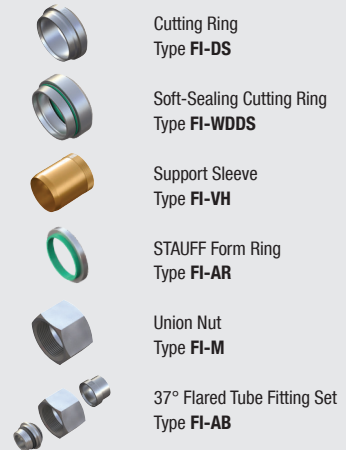 Cutting Ring
Type FI-DS
Soft-Sealing Cutting Ring
Type FI-WDDS
Support Sleeve
Type FI-VH
STAUFF Form Ring
Type FI-AR
Union Nut
Type FI-M
37° Flared Tube Fitting Set
Type FI-AB